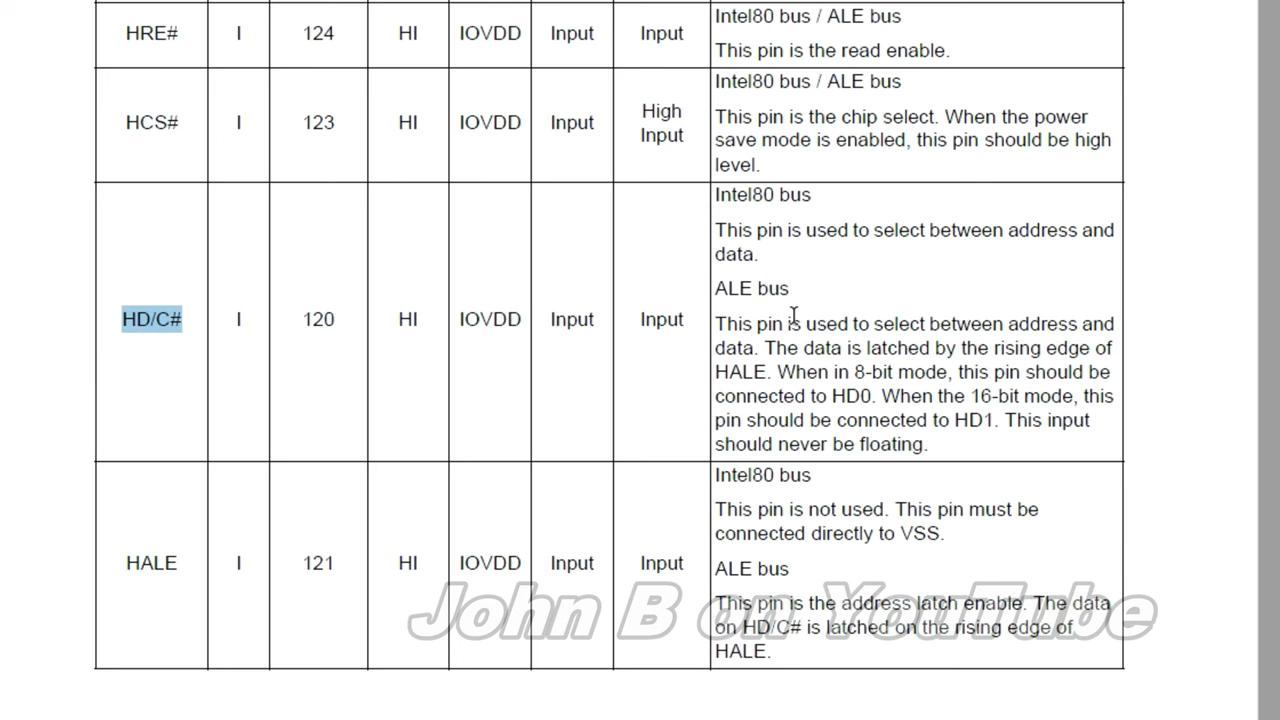 HRE# I 124 HI IOVDD Input Input
Intel80 bus / ALE bus
This pin is the read enable.
HCS# I 123 HI IOVDD Input High
Input
Intel80 bus / ALE bus
This pin is the chip select. When the power
save mode is enabled, this pin should be high
level.
HD/C# I 120 HI IOVDD Input Input
Intel80 bus
This pin is used to select between address and
data.
ALE bus
This pin is used to select between address and
data. The data is latched by the rising edge of
HALE. When in 8-bit mode, this pin should be
connected to HD0. When the 16-bit mode, this
pin should be connected to HD1. This input
should never be floating.
HALE I 121 HI IOVDD Input Input
Intel80 bus
This pin is not used. This pin must be
connected directly to VSS.
ALE bus
This pin is the address latch enable. The data
on HD/C# is latched on the rising edge of
HALE.
John B on YouTube